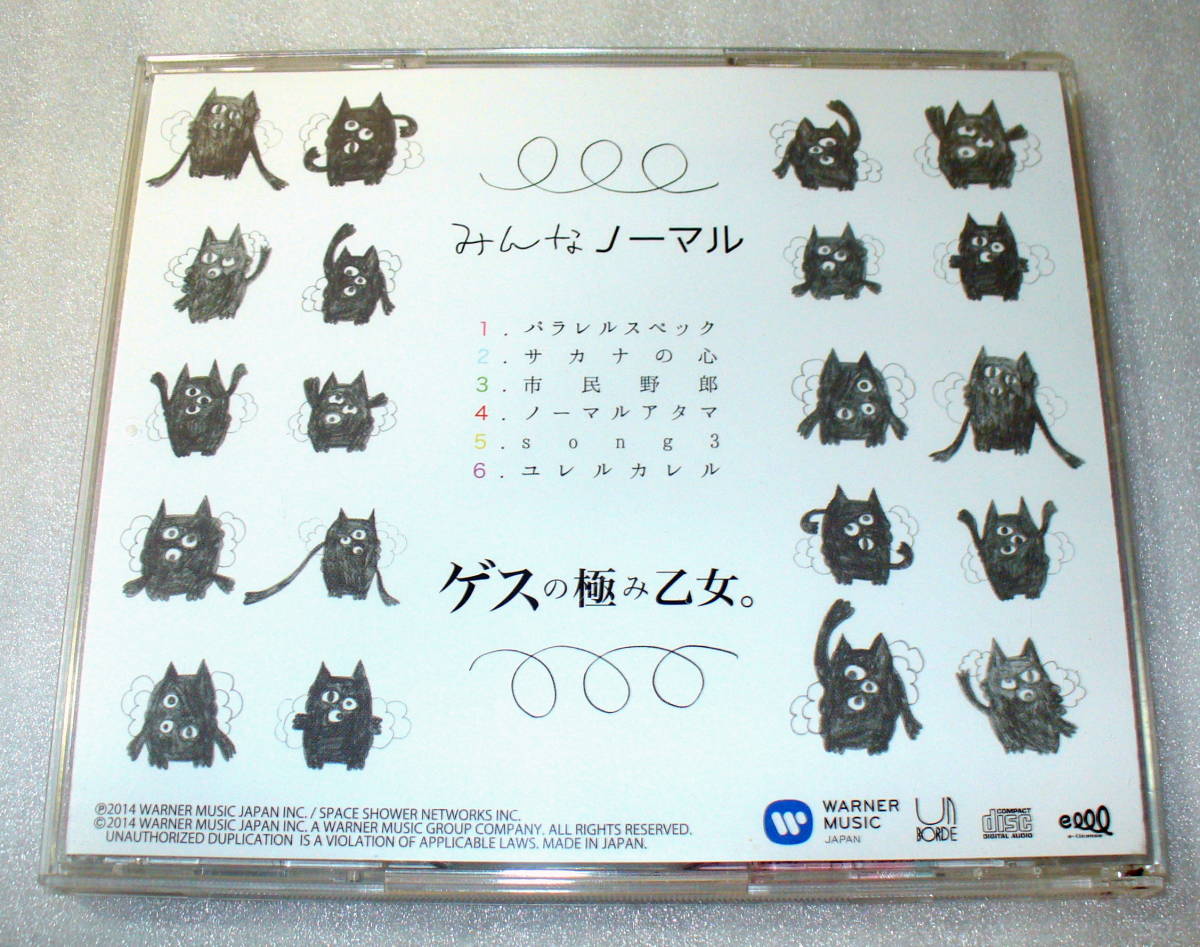 みんなノーマル
1. パラレルスペック
2. サカナの心
3. 市民野郎
4. ノーマルアタマ
5. song3
6. ユレルカレル
ゲスの極み乙女。
℗2014 WARNER MUSIC JAPAN INC. / SPACE SHOWER NETWORKS INC.
©2014 WARNER MUSIC JAPAN INC. A WARNER MUSIC GROUP COMPANY. ALL RIGHTS RESERVED.
UNAUTHORIZED DUPLICATION IS A VIOLATION OF APPLICABLE LAWS. MADE IN JAPAN.
WARNER
MUSIC
JAPAN
unBORDE
COMPACT
disc
DIGITAL AUDIO